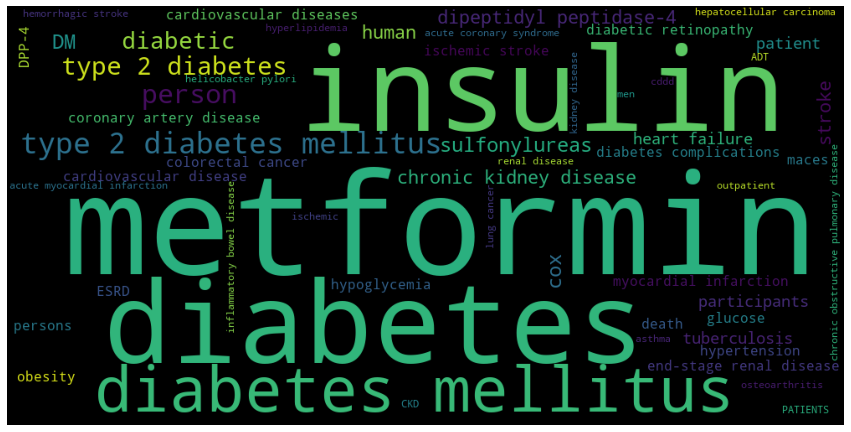 hemorrhagic stroke
cardiovascular diseases
dipeptidyl peptidase-4
hepatocellular carcinoma
DPP-4
DM
diabetic
hyperlipidemia
human
acute coronary syndrome
diabetic retinopathy
patient
type 2 diabetes
ischemic stroke
insulin
ADT
helicobacter pylori
kidney disease
cddd
men
person
stroke
coronary artery disease
type 2 diabetes mellitus
sulfonylureas
heart failure
diabetes complications
maces
colorectal cancer
renal disease
cardiovascular disease
chronic kidney disease
acute myocardial infarction
outpatient
metformin
inflammatory bowel disease
ischemic
lung cancer
chronic obstructive pulmonary disease
cox
ESRD
hypoglycemia
myocardial infarction
diabetes
participants
persons
death
glucose
asthma
tuberculosis
hypertension
end-stage renal disease
obesity
diabetes mellitus
osteoarthritis
CKD
PATIENTS